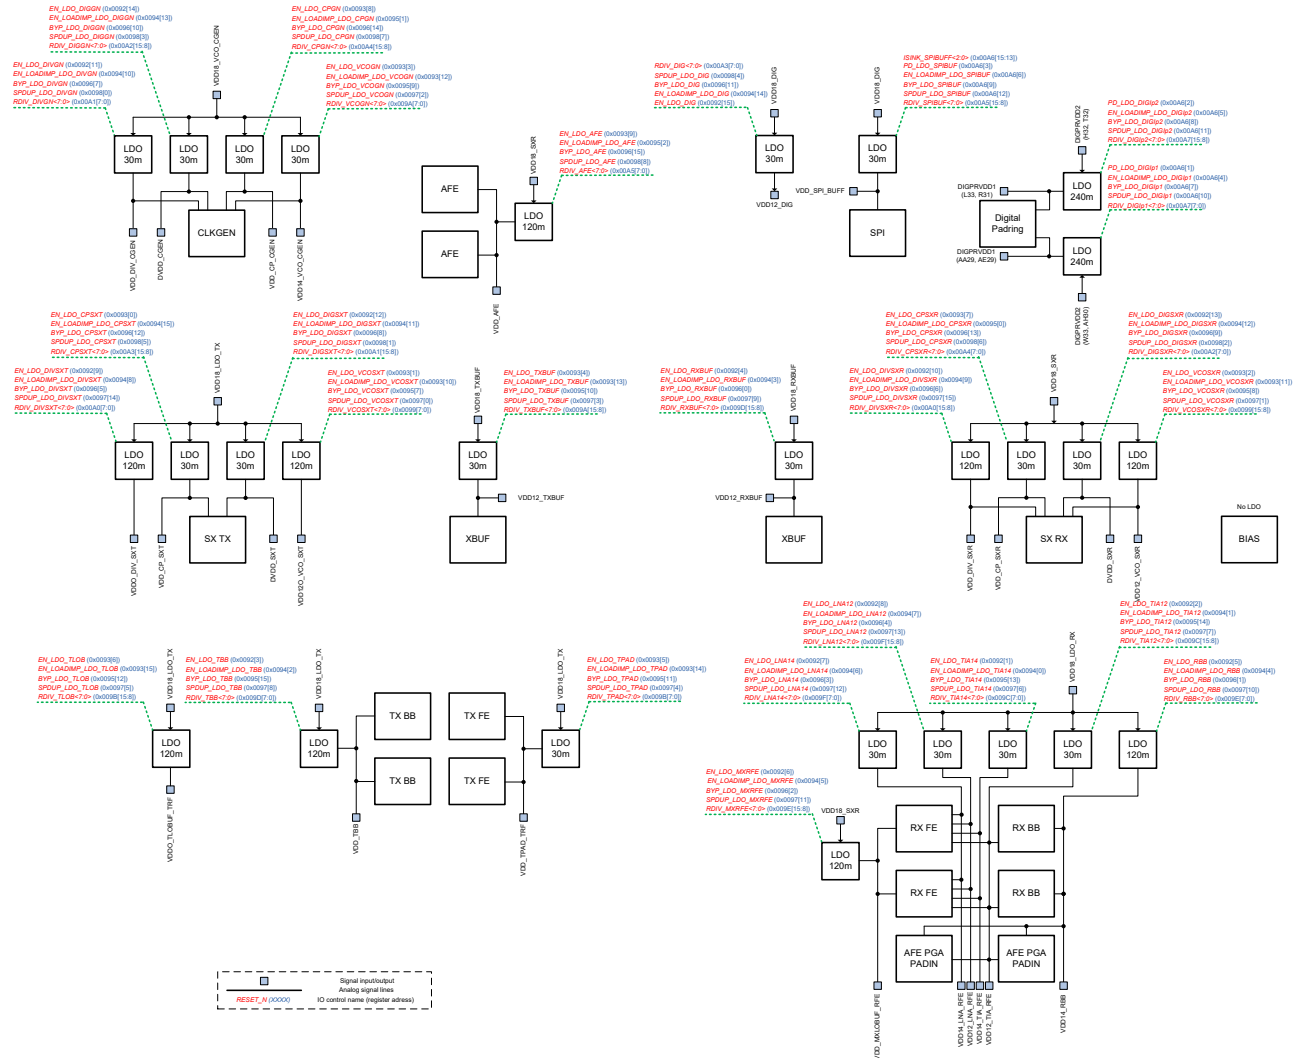 EN_LDO_DIGGN (0x0092[14])
EN_LOADIMP_LDO_DIGGN (0x0094[13])
BYP_LDO_DIGGN (0x0096[10])
SPDUP_LDO_DIGGN (0x0098[3])
RDIV_DIGGN<7:0> (0x00A2[15:8])
EN_LDO_CPGN (0x0093[8])
EN_LOADIMP_LDO_CPGN (0x0095[1])
BYP_LDO_CPGN (0x0096[14])
SPDUP_LDO_CPGN (0x0098[7])
RDIV_CPGN<7:0> (0x00A4[15:8])
EN_LDO_DIVGN (0x0092[11])
EN_LOADIMP_LDO_DIVGN (0x0094[10])
BYP_LDO_DIVGN (0x0096[7])
SPDUP_LDO_DIVGN (0x0098[0])
RDIV_DIVGN<7:0> (0x00A1[7:0])
EN_LDO_VCOGN (0x0093[3])
EN_LOADIMP_LDO_VCOGN (0x0093[12])
BYP_LDO_VCOGN (0x0095[9])
SPDUP_LDO_VCOGN (0x0097[2])
RDIV_VCOGN<7:0> (0x009A[7:0])
VDD18_VCO_CGEN
LDO
30m
LDO
30m
LDO
30m
LDO
30m
CLKGEN
VDD_DIV_CGEN
DVDD_CGEN
VDD_CP_CGEN
VDD14_VCO_CGEN
EN_LDO_AFE (0x0093[9])
EN_LOADIMP_LDO_AFE (0x0095[2])
BYP_LDO_AFE (0x0096[15])
SPDUP_LDO_AFE (0x0098[8])
RDIV_AFE<7:0> (0x00A5[7:0])
VDD18_SXR
AFE
AFE
LDO
120m
VDD_AFE
RDIV_DIG<7:0> (0x00A3[7:0])
SPDUP_LDO_DIG (0x0098[4])
BYP_LDO_DIG (0x0096[11])
EN_LOADIMP_LDO_DIG (0x0094[14])
EN_LDO_DIG (0x0092[15])
VDD18_DIG
LDO
30m
VDD12_DIG
ISINK_SPIBUFF<2:0> (0x00A6[15:13])
PD_LDO_SPIBUF (0x00A6[3])
EN_LOADIMP_LDO_SPIBUF (0x00A6[6])
BYP_LDO_SPIBUF (0x00A6[9])
SPDUP_LDO_SPIBUF (0x00A6[12])
RDIV_SPIBUF<7:0> (0x00A5[15:8])
VDD18_DIG
LDO
30m
VDD_SPI_BUFF
SPI
PD_LDO_DIGIp2 (0x00A6[2])
EN_LOADIMP_LDO_DIGIp2 (0x00A6[5])
BYP_LDO_DIGIp2 (0x00A6[8])
SPDUP_LDO_DIGIp2 (0x00A6[11])
RDIV_DIGIp2<7:0> (0x00A7[15:8])
PD_LDO_DIGIp1 (0x00A6[1])
EN_LOADIMP_LDO_DIGIp1 (0x00A6[4])
BYP_LDO_DIGIp1 (0x00A6[7])
SPDUP_LDO_DIGIp1 (0x00A6[10])
RDIV_DIGIp1<7:0> (0x00A7[7:0])
DIGPRVDD2
(H32, T32)
DIGPRVDD1
(L33, R31)
Digital
Padring
LDO
240m
DIGPRVDD1
(AA29, AE29)
LDO
240m
DIGPRVDD2
(W33, AH30)
EN_LDO_CPSXT (0x0093[0])
EN_LOADIMP_LDO_CPSXT (0x0094[15])
BYP_LDO_CPSXT (0x0096[12])
SPDUP_LDO_CPSXT (0x0098[5])
RDIV_CPSXT<7:0> (0x00A3[15:8])
EN_LDO_DIGSXT (0x0092[12])
EN_LOADIMP_LDO_DIGSXT (0x0094[11])
BYP_LDO_DIGSXT (0x0096[8])
SPDUP_LDO_DIGSXT (0x0098[1])
RDIV_DIGSXT<7:0> (0x00A1[15:8])
EN_LDO_DIVSXT (0x0092[9])
EN_LOADIMP_LDO_DIVSXT (0x0094[8])
BYP_LDO_DIVSXT (0x0096[5])
SPDUP_LDO_DIVSXT (0x0097[14])
RDIV_DIVSXT<7:0> (0x00A0[7:0])
EN_LDO_VCOSXT (0x0093[1])
EN_LOADIMP_LDO_VCOSXT (0x0093[10])
BYP_LDO_VCOSXT (0x0095[7])
SPDUP_LDO_VCOSXT (0x0097[0])
RDIV_VCOSXT<7:0> (0x0099[7:0])
VDD18_LDO_TX
LDO
120m
LDO
30m
LDO
30m
LDO
120m
SX TX
VDDO_DIV_SXT
VDD_CP_SXT
DVDD_SXT
VDD12O_VCO_SXT
EN_LDO_TXBUF (0x0093[4])
EN_LOADIMP_LDO_TXBUF (0x0093[13])
BYP_LDO_TXBUF (0x0095[10])
SPDUP_LDO_TXBUF (0x0097[3])
RDIV_TXBUF<7:0> (0x009A[15:8])
VDD18_TXBUF
LDO
30m
VDD12_TXBUF
XBUF
EN_LDO_RXBUF (0x0092[4])
EN_LOADIMP_LDO_RXBUF (0x0094[3])
BYP_LDO_RXBUF (0x0096[0])
SPDUP_LDO_RXBUF (0x0097[9])
RDIV_RXBUF<7:0> (0x009D[15:8])
VDD18_RXBUF
LDO
30m
VDD12_RXBUF
XBUF
EN_LDO_CPSXR (0x0093[7])
EN_LOADIMP_LDO_CPSXR (0x0095[0])
BYP_LDO_CPSXR (0x0096[13])
SPDUP_LDO_CPSXR (0x0098[6])
RDIV_CPSXR<7:0> (0x00A4[7:0])
EN_LDO_DIGSXR (0x0092[13])
EN_LOADIMP_LDO_DIGSXR (0x0094[12])
BYP_LDO_DIGSXR (0x0096[9])
SPDUP_LDO_DIGSXR (0x0098[2])
RDIV_DIGSXR<7:0> (0x00A2[7:0])
EN_LDO_DIVSXR (0x0092[10])
EN_LOADIMP_LDO_DIVSXR (0x0094[9])
BYP_LDO_DIVSXR (0x0096[6])
SPDUP_LDO_DIVSXR (0x0097[15])
RDIV_DIVSXR<7:0> (0x00A0[15:8])
EN_LDO_VCOSXR (0x0093[2])
EN_LOADIMP_LDO_VCOSXR (0x0093[11])
BYP_LDO_VCOSXR (0x0095[8])
SPDUP_LDO_VCOSXR (0x0097[1])
RDIV_VCOSXR<7:0> (0x0099[15:8])
VDD18_SXR
LDO
120m
LDO
30m
LDO
30m
LDO
120m
SX RX
VDD_DIV_SXR
VDD_CP_SXR
DVDD_SXR
VDD12_VCO_SXR
No LDO
BIAS
EN_LDO_TLOB (0x0093[6])
EN_LOADIMP_LDO_TLOB (0x0093[15])
BYP_LDO_TLOB (0x0095[12])
SPDUP_LDO_TLOB (0x0097[5])
RDIV_TLOB<7:0> (0x009B[15:8])
VDD18_LDO_TX
LDO
120m
VDDO_TLOBUF_TRF
EN_LDO_TBB (0x0092[3])
EN_LOADIMP_LDO_TBB (0x0094[2])
BYP_LDO_TBB (0x0095[15])
SPDUP_LDO_TBB (0x0097[8])
RDIV_TBB<7:0> (0x009D[7:0])
VDD18_LDO_TX
LDO
120m
TX BB
TX BB
VDD_TBB
TX FE
TX FE
EN_LDO_TPAD (0x0093[5])
EN_LOADIMP_LDO_TPAD (0x0093[14])
BYP_LDO_TPAD (0x0095[11])
SPDUP_LDO_TPAD (0x0097[4])
RDIV_TPAD<7:0> (0x009B[7:0])
VDD18_LDO_TX
LDO
30m
VDD_TPAD_TRF
EN_LDO_LNA12 (0x0092[8])
EN_LOADIMP_LDO_LNA12 (0x0094[7])
BYP_LDO_LNA12 (0x0096[4])
SPDUP_LDO_LNA12 (0x0097[13])
RDIV_LNA12<7:0> (0x009F[15:8])
EN_LDO_TIA12 (0x0092[2])
EN_LOADIMP_LDO_TIA12 (0x0094[1])
BYP_LDO_TIA12 (0x0095[14])
SPDUP_LDO_TIA12 (0x0097[7])
RDIV_TIA12<7:0> (0x009C[15:8])
EN_LDO_LNA14 (0x0092[7])
EN_LOADIMP_LDO_LNA14 (0x0094[6])
BYP_LDO_LNA14 (0x0096[3])
SPDUP_LDO_LNA14 (0x0097[12])
RDIV_LNA14<7:0> (0x009F[7:0])
EN_LDO_TIA14 (0x0092[1])
EN_LOADIMP_LDO_TIA14 (0x0094[0])
BYP_LDO_TIA14 (0x0095[13])
SPDUP_LDO_TIA14 (0x0097[6])
RDIV_TIA14<7:0> (0x009C[7:0])
VDD18_LDO_RX
EN_LDO_RBB (0x0092[5])
EN_LOADIMP_LDO_RBB (0x0094[4])
BYP_LDO_RBB (0x0096[1])
SPDUP_LDO_RBB (0x0097[10])
RDIV_RBB<7:0> (0x009E[7:0])
LDO
30m
LDO
30m
LDO
30m
LDO
30m
LDO
120m
EN_LDO_MXRFE (0x0092[6])
EN_LOADIMP_LDO_MXRFE (0x0094[5])
BYP_LDO_MXRFE (0x0096[2])
SPDUP_LDO_MXRFE (0x0097[11])
RDIV_MXRFE<7:0> (0x009E[15:8])
VDD18_SXR
LDO
120m
RX FE
RX BB
RX FE
RX BB
AFE PGA
PADIN
AFE PGA
PADIN
VDD_MXLOBUF_RFE
VDD14_LNA_RFE
VDD12_LNA_RFE
VDD14_TIA_RFE
VDD12_TIA_RFE
VDD14_RBB
Signal input/output
Analog signal lines
RESET_N (XXXX) IO control name (register adress)